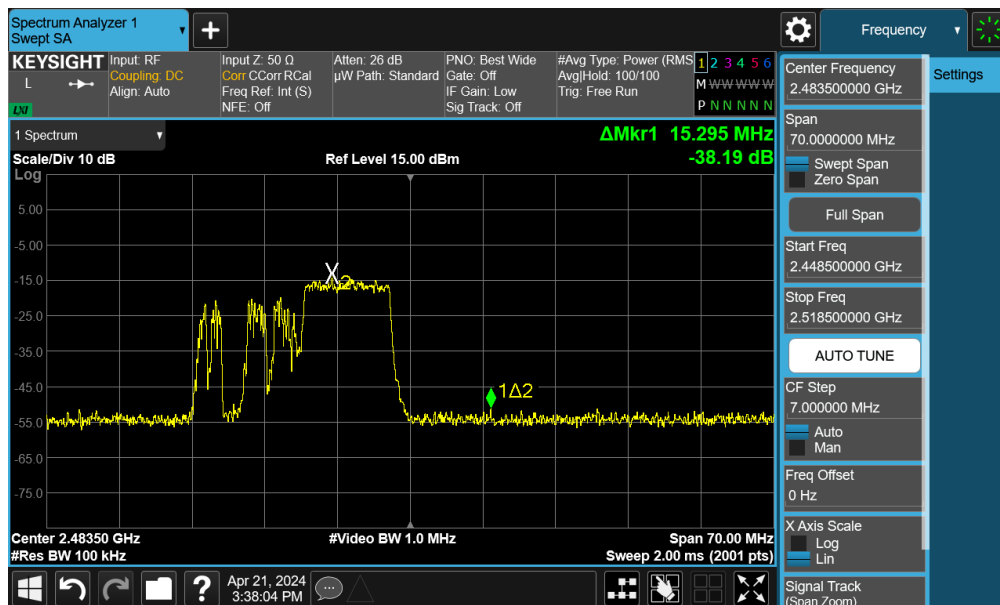 Spectrum Analyzer 1
Swept SA
+
Frequency
Settings
KEYSIGHT
L
LXI
Input: RF
Coupling: DC
Align: Auto
Input Z: 50 Ω
Corr CCorr RCal
Freq Ref: Int (S)
NFE: Off
Atten: 26 dB
µW Path: Standard
PNO: Best Wide
Gate: Off
IF Gain: Low
Sig Track: Off
#Avg Type: Power (RMS
Avg|Hold: 100/100
Trig: Free Run
1 2 3 4 5 6
M W W W W W
P N N N N N
1 Spectrum
Scale/Div 10 dB
Log
Ref Level 15.00 dBm
ΔMkr1 15.295 MHz
-38.19 dB
5.00
-5.00
-15.0
-25.0
-35.0
-45.0
-55.0
-65.0
-75.0
X2
1Δ2
Center 2.48350 GHz
#Res BW 100 kHz
#Video BW 1.0 MHz
Span 70.00 MHz
Sweep 2.00 ms (2001 pts)
Center Frequency
2.483500000 GHz
Span
70.0000000 MHz
Swept Span
Zero Span
Full Span
Start Freq
2.448500000 GHz
Stop Freq
2.518500000 GHz
AUTO TUNE
CF Step
7.000000 MHz
Auto
Man
Freq Offset
0 Hz
X Axis Scale
Log
Lin
Signal Track
(Span Zoom)
?
Apr 21, 2024
3:38:04 PM